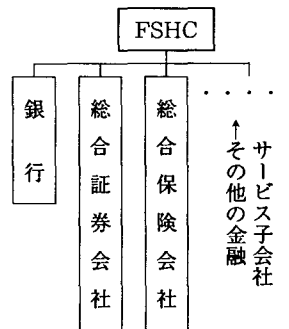 FSHC
銀行
総合証券会社
総合保険会社
・・・・
↑
その他の金融
サービス子会社